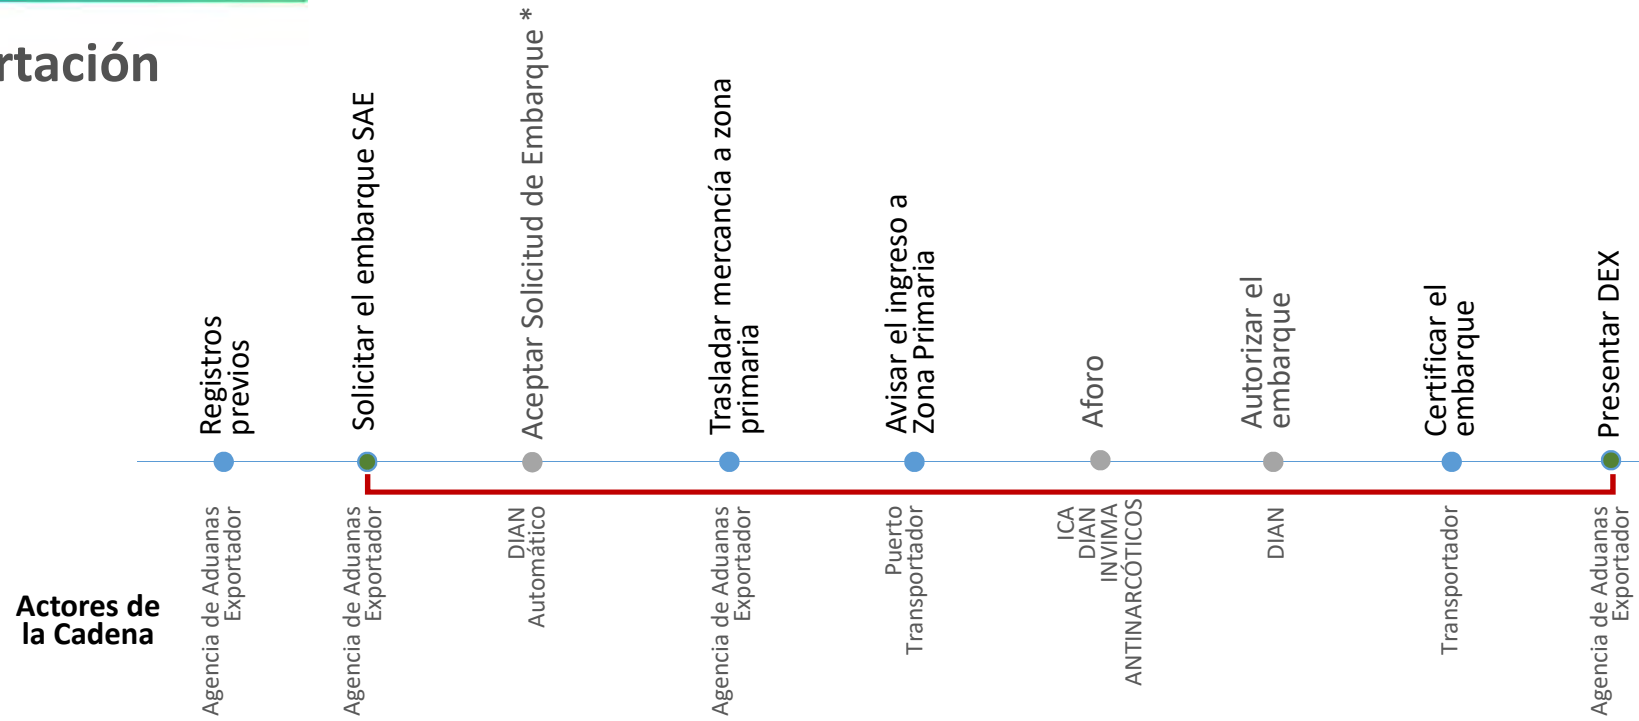 rtación
Registros
previos
Solicitar el embarque SAE
Aceptar Solicitud de Embarque *
Trasladar mercancía a zona
primaria
Avisar el ingreso a
Zona Primaria
Aforo
Autorizar el
embarque
Certificar el
embarque
Presentar DEX
Actores de
la Cadena
Agencia de Aduanas
Exportador
Agencia de Aduanas
Exportador
DIAN
Automático
Agencia de Aduanas
Exportador
Puerto
Transportador
ICA
DIAN
INVIMA
ANTINARCÓTICOS
DIAN
Transportador
Agencia de Aduanas
Exportador